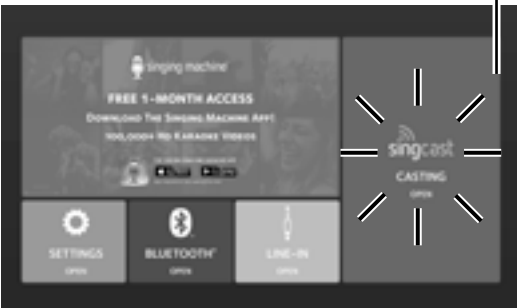 singing machine
FREE 1-MONTH ACCESS
DOWNLOAD THE SINGING MACHINE APP!
100,000+ HD KARAOKE VIDEOS
singcast
CASTING
OPEN
SETTINGS
OPEN
BLUETOOTH
OPEN
LINE-IN
OPEN